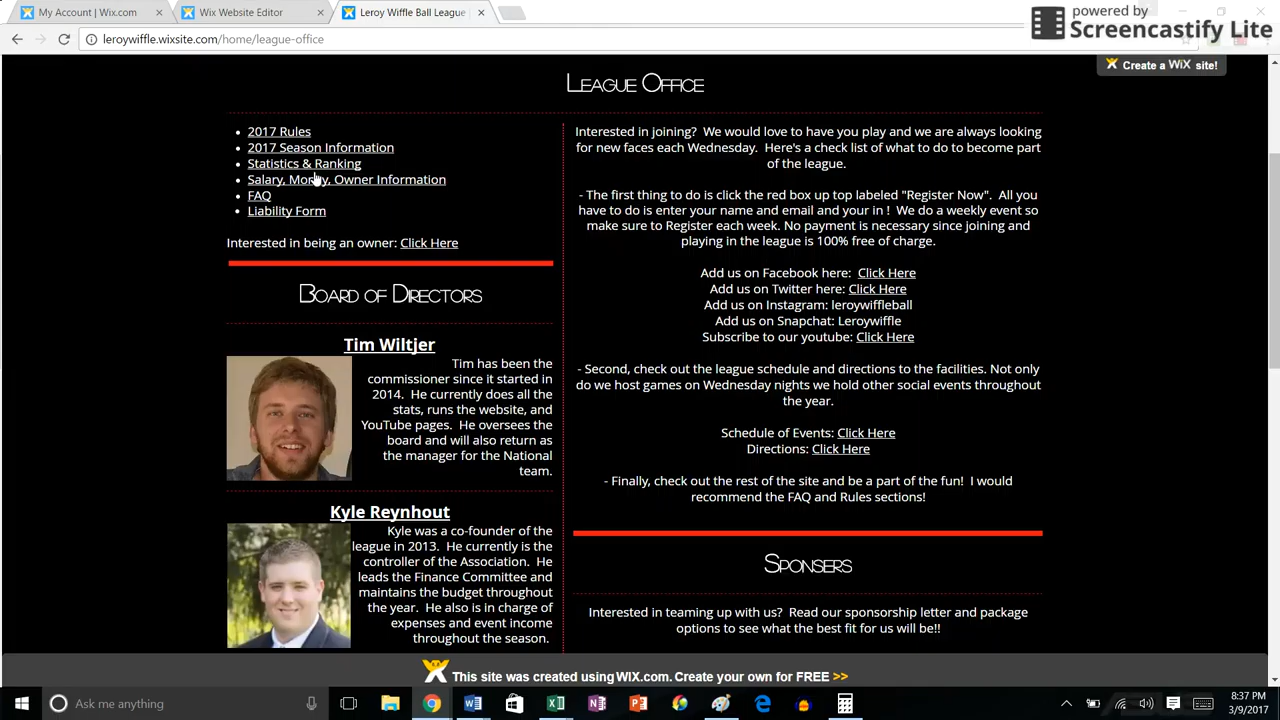 My Account | Wix.com
Wix Website Editor
Leroy Wiffle Ball League
powered by
Screencastify Lite
leroywiffle.wixsite.com/home/league-office
Create a WiX site!
League Office
2017 Rules
2017 Season Information
Statistics & Ranking
Salary, Money, Owner Information
FAQ
Liability Form
Interested in being an owner: Click Here
Board of Directors
Tim Wiltjer
Tim has been the
commissioner since it started in
2014. He currently does all the
stats, runs the website, and
YouTube pages. He oversees the
board and will also return as
the manager for the National
team.
Kyle Reynhout
Kyle was a co-founder of the
league in 2013. He currently is the
controller of the Association. He
leads the Finance Committee and
maintains the budget throughout
the year. He also is in charge of
expenses and event income
throughout the season.
Interested in joining? We would love to have you play and we are always looking
for new faces each Wednesday. Here's a check list of what to do to become part
of the league.
- The first thing to do is click the red box up top labeled "Register Now". All you
have to do is enter your name and email and your in ! We do a weekly event so
make sure to Register each week. No payment is necessary since joining and
playing in the league is 100% free of charge.
Add us on Facebook here: Click Here
Add us on Twitter here: Click Here
Add us on Instagram: leroywiffleball
Add us on Snapchat: Leroywiffle
Subscribe to our youtube: Click Here
- Second, check out the league schedule and directions to the facilities. Not only
do we host games on Wednesday nights we hold other social events throughout
the year.
Schedule of Events: Click Here
Directions: Click Here
- Finally, check out the rest of the site and be a part of the fun! I would
recommend the FAQ and Rules sections!
Sponsers
Interested in teaming up with us? Read our sponsorship letter and package
options to see what the best fit for us will be!!
This site was created using WIX.com. Create your own for FREE >>
Ask me anything
8:37 PM
3/9/2017